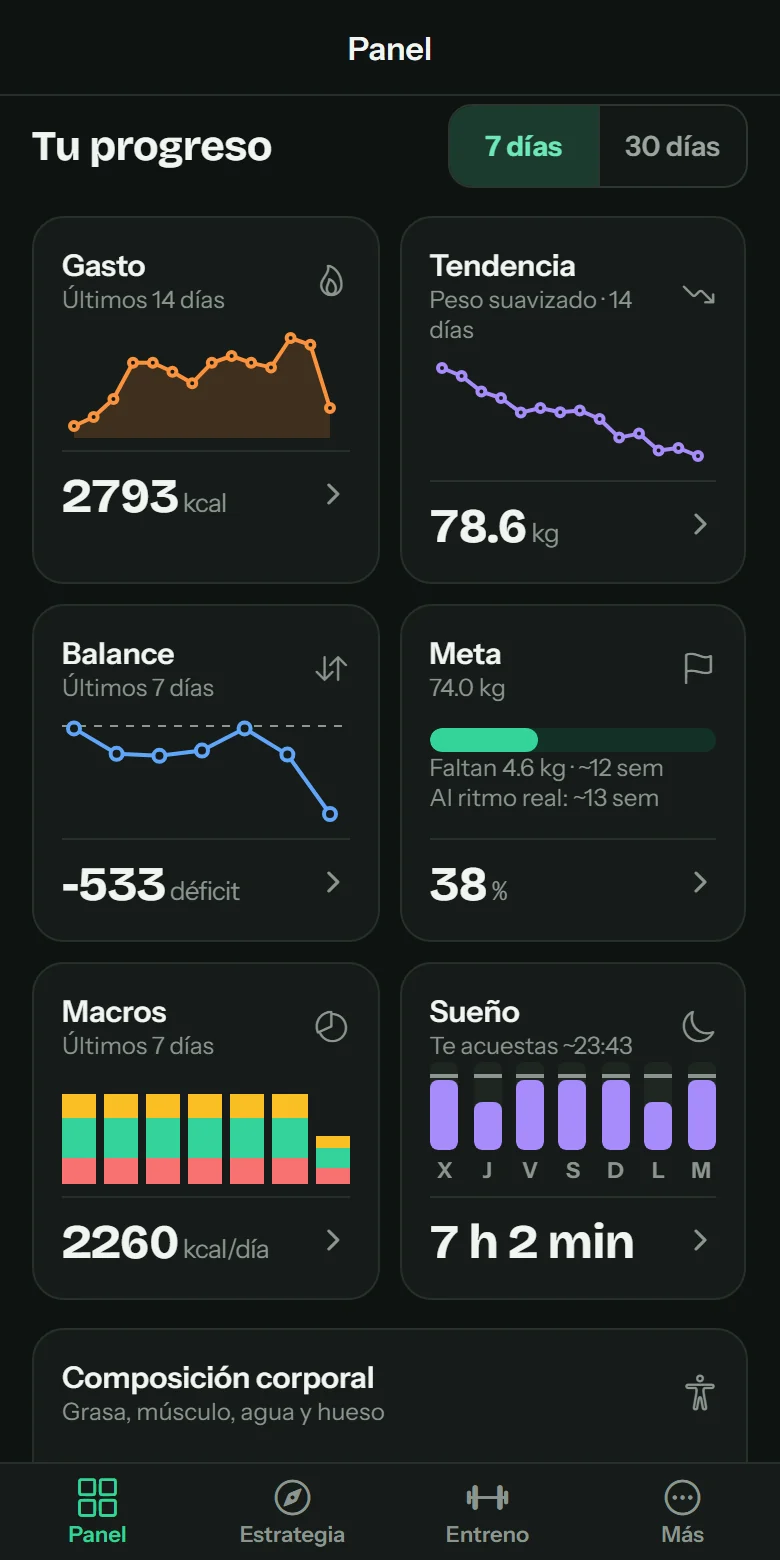 Panel
Tu progreso
7 días
30 días
Gasto
Últimos 14 días
2793 kcal
Tendencia
Peso suavizado · 14
días
78.6 kg
Balance
Últimos 7 días
-533 déficit
Meta
74.0 kg
Faltan 4.6 kg · ~12 sem
Al ritmo real: ~13 sem
38 %
Macros
Últimos 7 días
2260 kcal/día
Sueño
Te acuestas ~23:43
X J V S D L M
7 h 2 min
Composición corporal
Grasa, músculo, agua y hueso
Panel
Estrategia
Entreno
Más